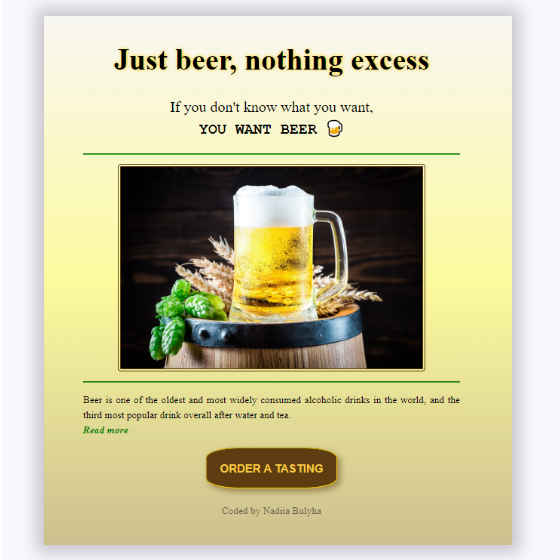 Just beer, nothing excess
If you don't know what you want,
YOU WANT BEER 🍺
Beer is one of the oldest and most widely consumed alcoholic drinks in the world, and the
third most popular drink overall after water and tea.
Read more
ORDER A TASTING
Coded by Nadiia Bulyha